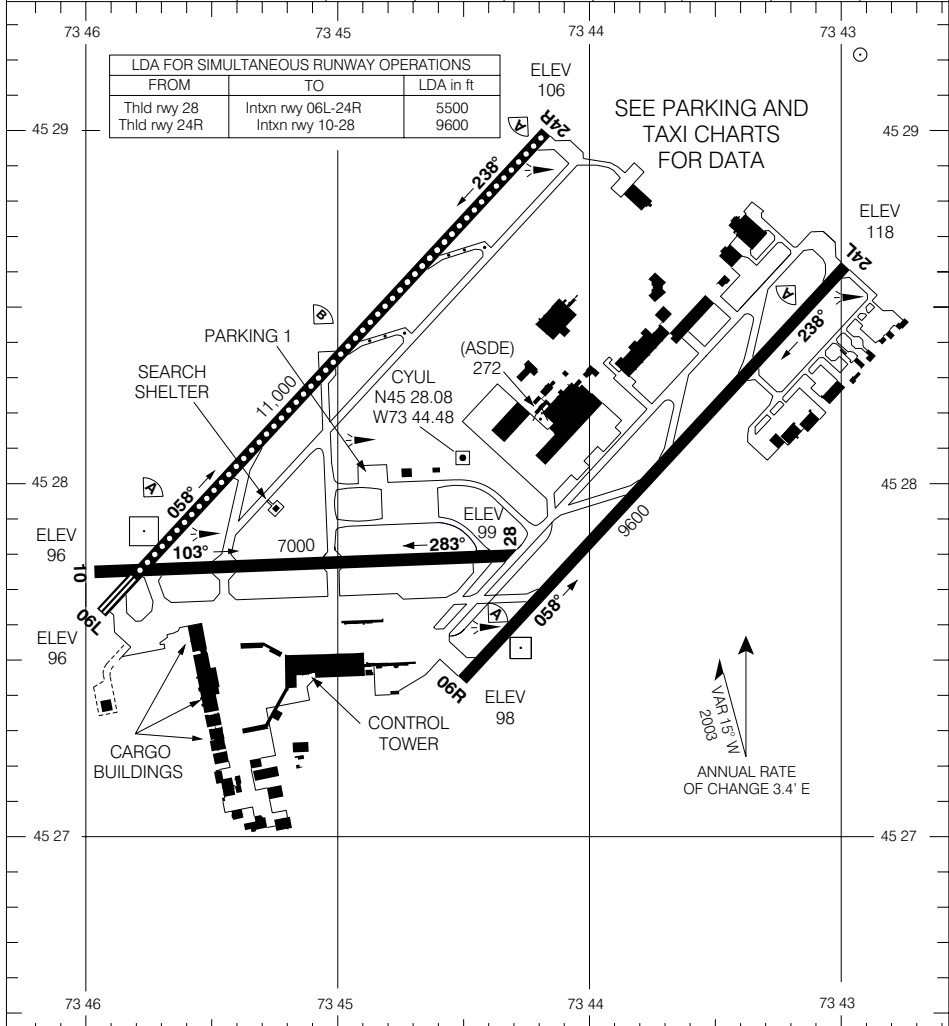 73 46
73 45
73 44
73 43
LDA FOR SIMULTANEOUS RUNWAY OPERATIONS
FROM TO LDA in ft
Thld rwy 28 Intxn rwy 06L-24R 5500
Thld rwy 24R Intxn rwy 10-28 9600
ELEV
106
SEE PARKING AND
TAXI CHARTS
FOR DATA
45 29
45 29
A
24R
238°
ELEV
118
24L
A
238°
B
PARKING 1
SEARCH
SHELTER
(ASDE)
272
CYUL
N45 28.08
W73 44.48
11,000
45 28
45 28
A
058°
ELEV
96
10
103°
7000
283°
ELEV
99
28
9600
06L
ELEV
96
A
058°
06R
ELEV
98
CARGO
BUILDINGS
CONTROL
TOWER
VAR 15° W
2003
ANNUAL RATE
OF CHANGE 3.4' E
45 27
45 27
73 46
73 45
73 44
73 43